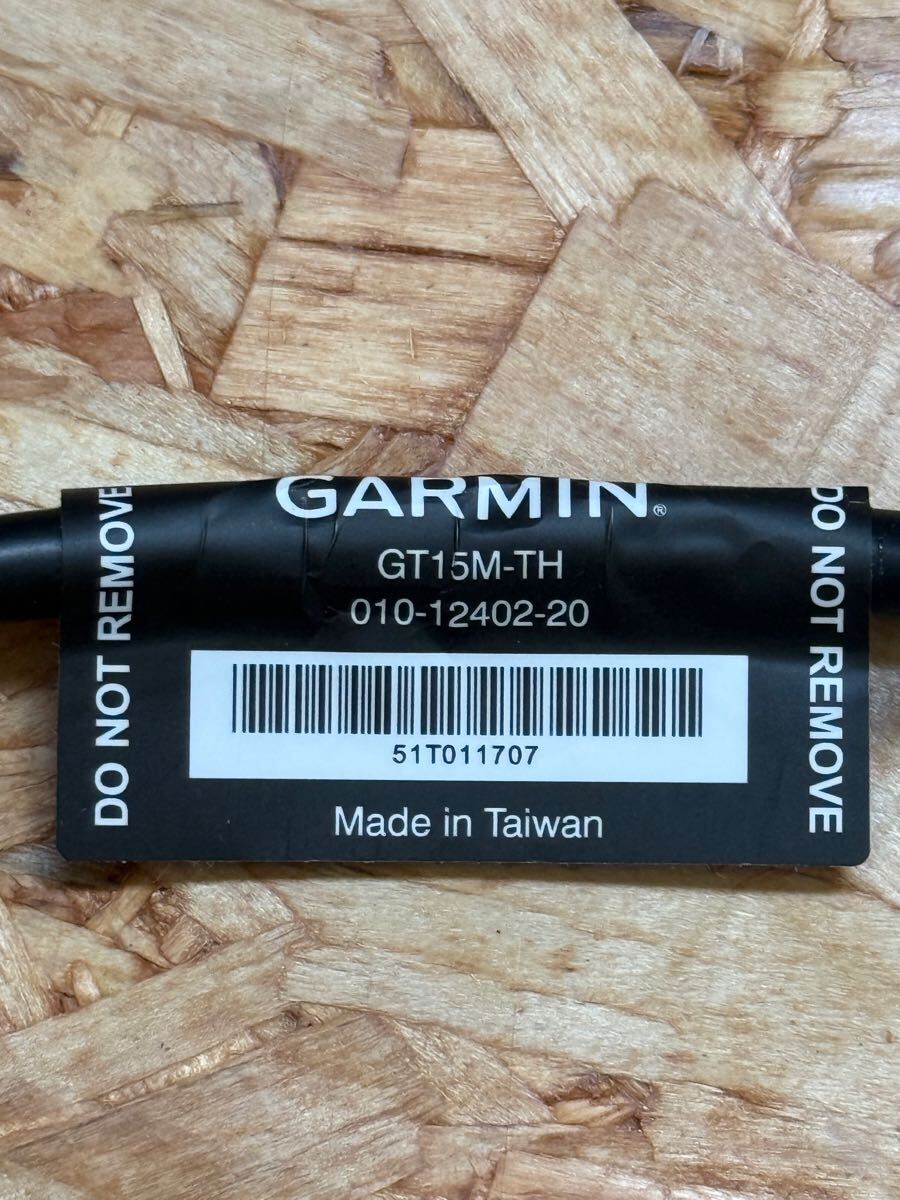 GARMIN®
GT15M-TH
010-12402-20
51T011707
Made in Taiwan
DO NOT REMOVE
DO NOT REMOVE